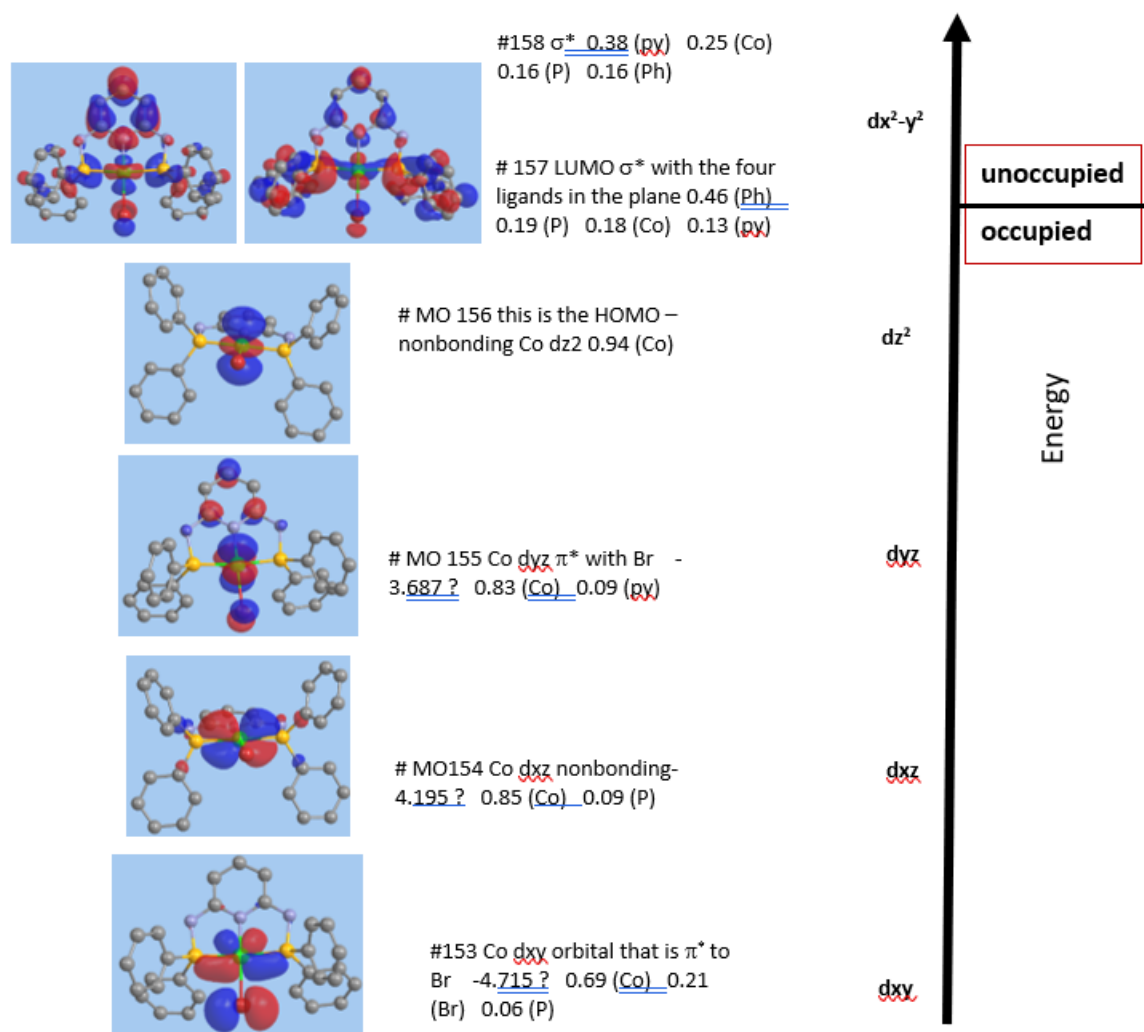 #158 σ* 0.38 (py) 0.25 (Co)
0.16 (P) 0.16 (Ph)
dx²-y²
# 157 LUMO σ* with the four
ligands in the plane 0.46 (Ph)
0.19 (P) 0.18 (Co) 0.13 (py)
unoccupied
occupied
# MO 156 this is the HOMO –
nonbonding Co dz2 0.94 (Co)
dz²
Energy
# MO 155 Co dyz π* with Br -
3.687 ? 0.83 (Co) 0.09 (py)
dyz
# MO154 Co dxz nonbonding-
4.195 ? 0.85 (Co) 0.09 (P)
dxz
#153 Co dxy orbital that is π* to
Br -4.715 ? 0.69 (Co) 0.21
(Br) 0.06 (P)
dxy